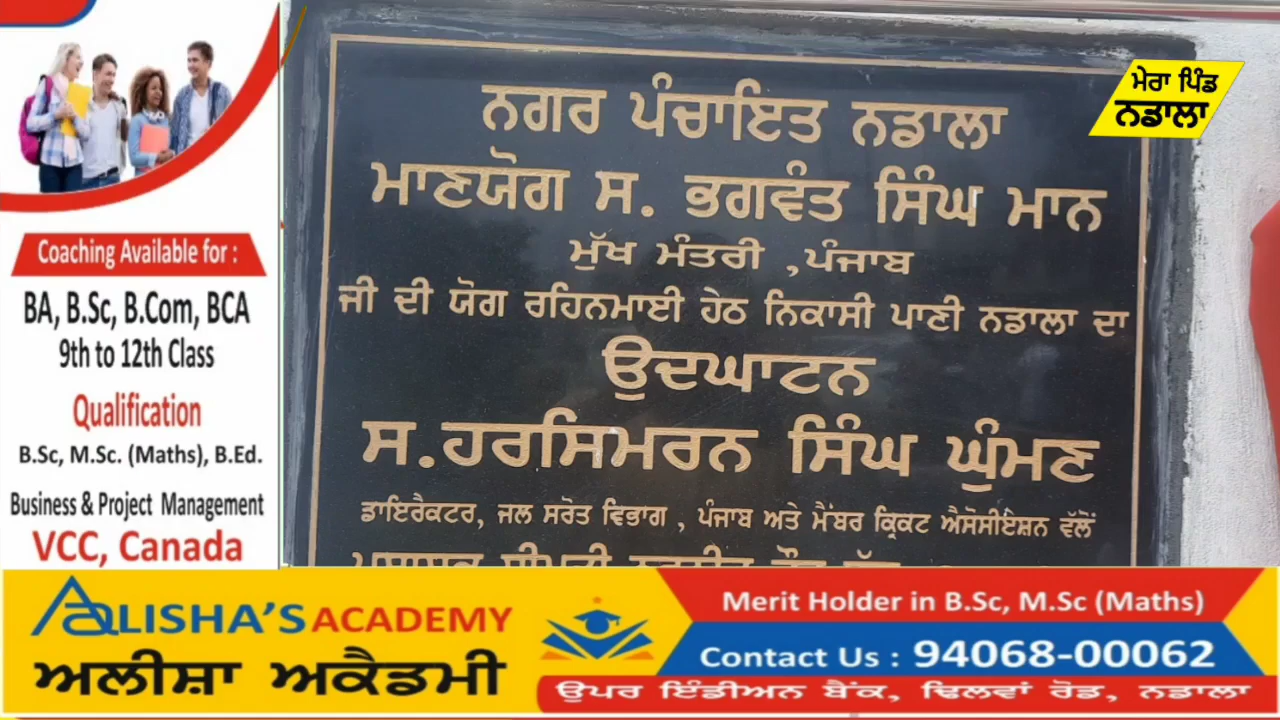 Coaching Available for :
BA, B.Sc, B.Com, BCA
9th to 12th Class
Qualification
B.Sc, M.Sc. (Maths), B.Ed.
Business & Project Management
VCC, Canada
ਨਗਰ ਪੰਚਾਇਤ ਨਡਾਲਾ
ਮਾਣਯੋਗ ਸ. ਭਗਵੰਤ ਸਿੰਘ ਮਾਨ
ਮੁੱਖ ਮੰਤਰੀ ,ਪੰਜਾਬ
ਜੀ ਦੀ ਯੋਗ ਰਹਿਨਮਾਈ ਹੇਠ ਨਿਕਾਸੀ ਪਾਣੀ ਨਡਾਲਾ ਦਾ
ਉਦਘਾਟਨ
ਸ.ਹਰਸਿਮਰਨ ਸਿੰਘ ਘੁੰਮਣ
ਡਾਇਰੈਕਟਰ, ਜਲ ਸਰੋਤ ਵਿਭਾਗ , ਪੰਜਾਬ ਅਤੇ ਮੈਂਬਰ ਕ੍ਰਿਕਟ ਐਸੋਸੀਏਸ਼ਨ ਵੱਲੋਂ
ਮੇਰਾ ਪਿੰਡ
ਨਡਾਲਾ
ALISHA'S ACADEMY
ਅਲੀਸ਼ਾ ਅਕੈਡਮੀ
Merit Holder in B.Sc, M.Sc (Maths)
Contact Us : 94068-00062
ਉਪਰ ਇੰਡੀਅਨ ਬੈਂਕ, ਢਿਲਵਾਂ ਰੋਡ, ਨਡਾਲਾ